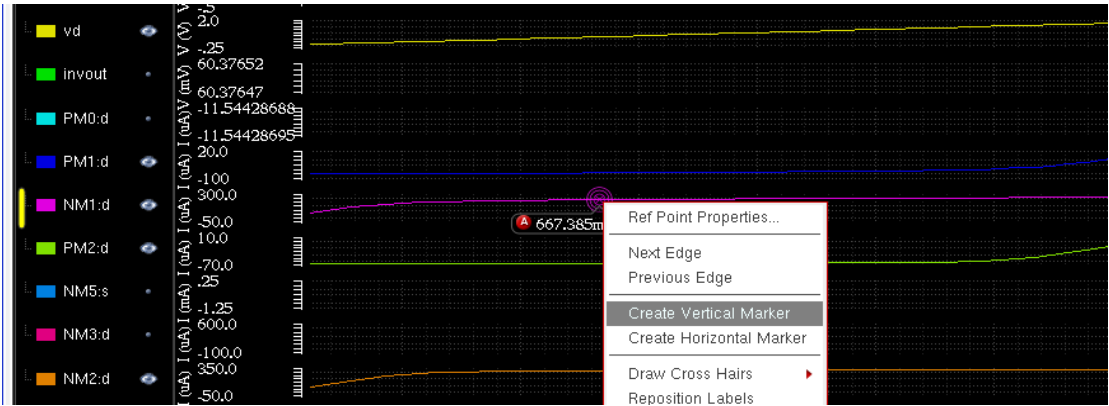 V
-.5
vd
V (V)
2.0
-.25
invout
V (mV)
60.37652
60.37647
PM0:d
I (uA)
-11.54428688
-11.54428695
PM1:d
I (uA)
20.0
-100
NM1:d
I (uA)
300.0
-50.0
A 667.385m
PM2:d
I (uA)
10.0
-70.0
NM5:s
I (mA)
.25
-1.25
NM3:d
I (uA)
600.0
-100.0
NM2:d
I (uA)
350.0
-50.0
Ref Point Properties...
Next Edge
Previous Edge
Create Vertical Marker
Create Horizontal Marker
Draw Cross Hairs
Reposition Labels